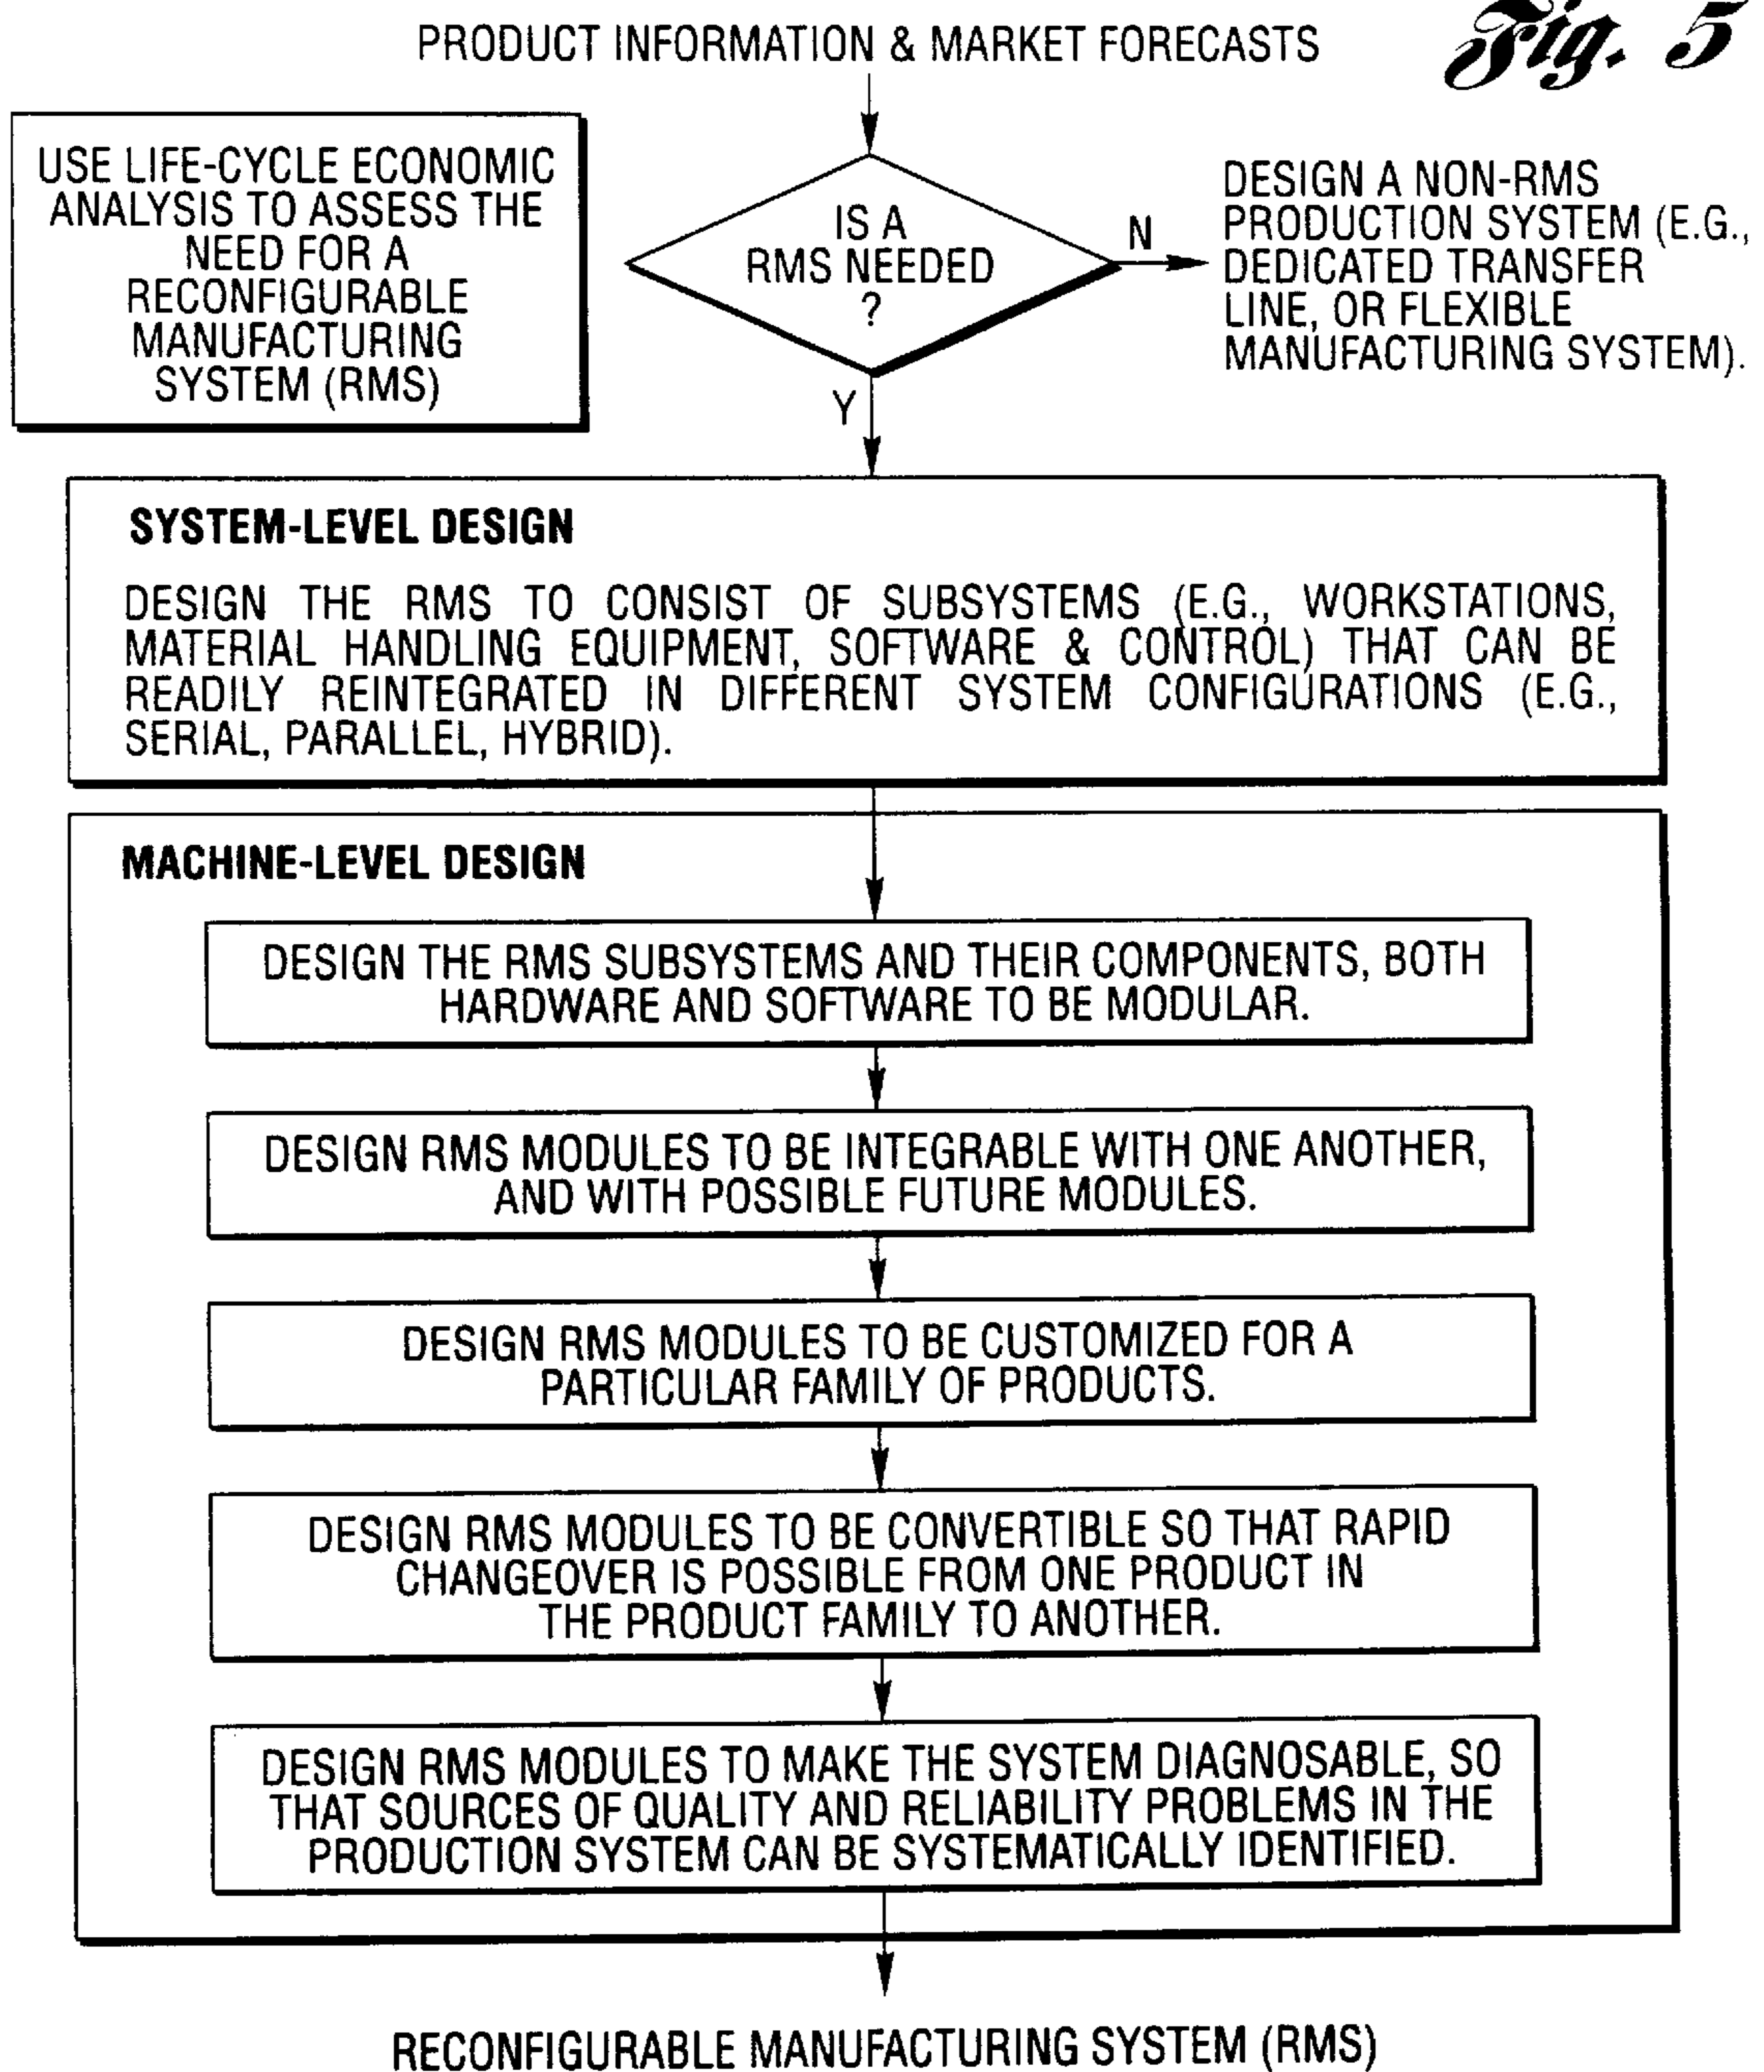 Fig. 5
PRODUCT INFORMATION & MARKET FORECASTS
USE LIFE-CYCLE ECONOMIC
ANALYSIS TO ASSESS THE
NEED FOR A
RECONFIGURABLE
MANUFACTURING
SYSTEM (RMS)
IS A
RMS NEEDED
?
N
DESIGN A NON-RMS
PRODUCTION SYSTEM (E.G.,
DEDICATED TRANSFER
LINE, OR FLEXIBLE
MANUFACTURING SYSTEM).
Y
SYSTEM-LEVEL DESIGN
DESIGN THE RMS TO CONSIST OF SUBSYSTEMS (E.G., WORKSTATIONS,
MATERIAL HANDLING EQUIPMENT, SOFTWARE & CONTROL) THAT CAN BE
READILY REINTEGRATED IN DIFFERENT SYSTEM CONFIGURATIONS (E.G.,
SERIAL, PARALLEL, HYBRID).
MACHINE-LEVEL DESIGN
DESIGN THE RMS SUBSYSTEMS AND THEIR COMPONENTS, BOTH
HARDWARE AND SOFTWARE TO BE MODULAR.
DESIGN RMS MODULES TO BE INTEGRABLE WITH ONE ANOTHER,
AND WITH POSSIBLE FUTURE MODULES.
DESIGN RMS MODULES TO BE CUSTOMIZED FOR A
PARTICULAR FAMILY OF PRODUCTS.
DESIGN RMS MODULES TO BE CONVERTIBLE SO THAT RAPID
CHANGEOVER IS POSSIBLE FROM ONE PRODUCT IN
THE PRODUCT FAMILY TO ANOTHER.
DESIGN RMS MODULES TO MAKE THE SYSTEM DIAGNOSABLE, SO
THAT SOURCES OF QUALITY AND RELIABILITY PROBLEMS IN THE
PRODUCTION SYSTEM CAN BE SYSTEMATICALLY IDENTIFIED.
RECONFIGURABLE MANUFACTURING SYSTEM (RMS)